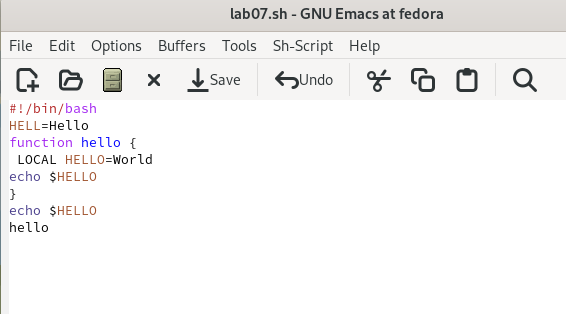 lab07.sh - GNU Emacs at fedora
File Edit Options Buffers Tools Sh-Script Help
Save Undo
#!/bin/bash
HELL=Hello
function hello {
 LOCAL HELLO=World
echo $HELLO
}
echo $HELLO
hello